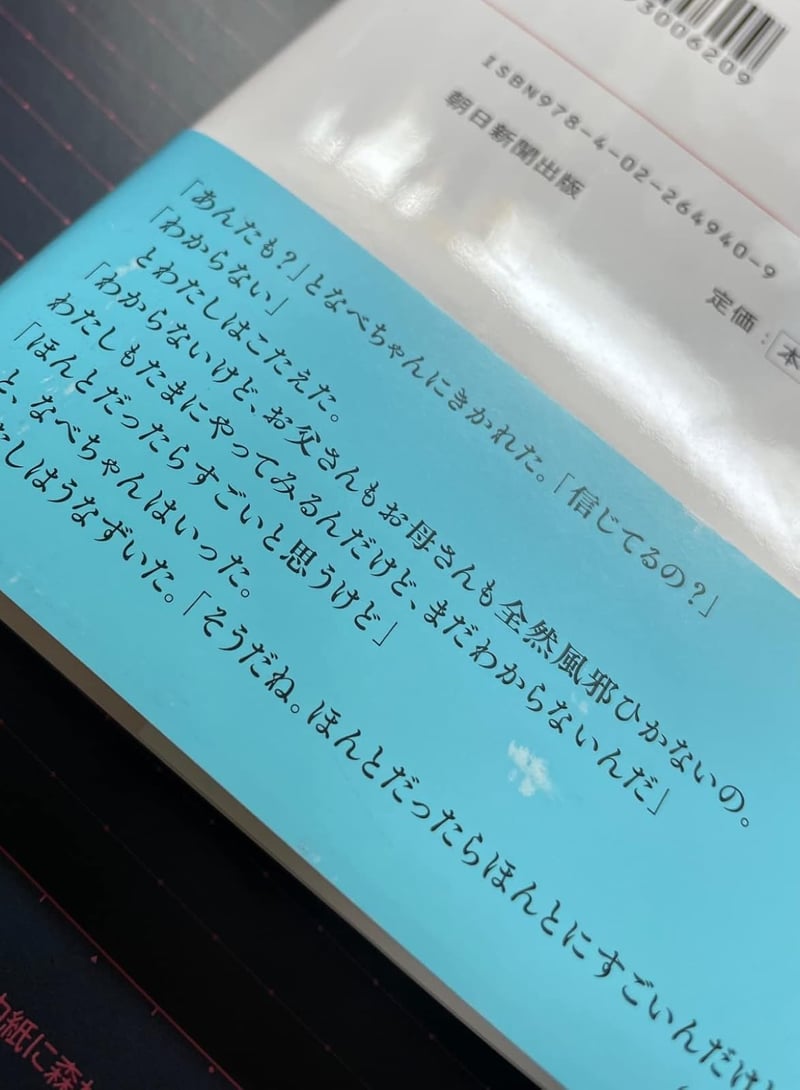 3006209
ISBN978-4-02-264940-9
朝日新聞出版
定価：本
「あんたも？」となべちゃんにきかれた。「信じてるの？」
「わからない」
とわたしはこたえた。
「わからないけど、お父さんもお母さんも全然風邪ひかないの。
わたしもたまにやってみるんだけど、まだわからないんだ」
「ほんとだったらすごいと思うけど」
と、なべちゃんはいった。
たしはうなずいた。「そうだね。ほんとだったらほんとにすごいんだけど
紙に森